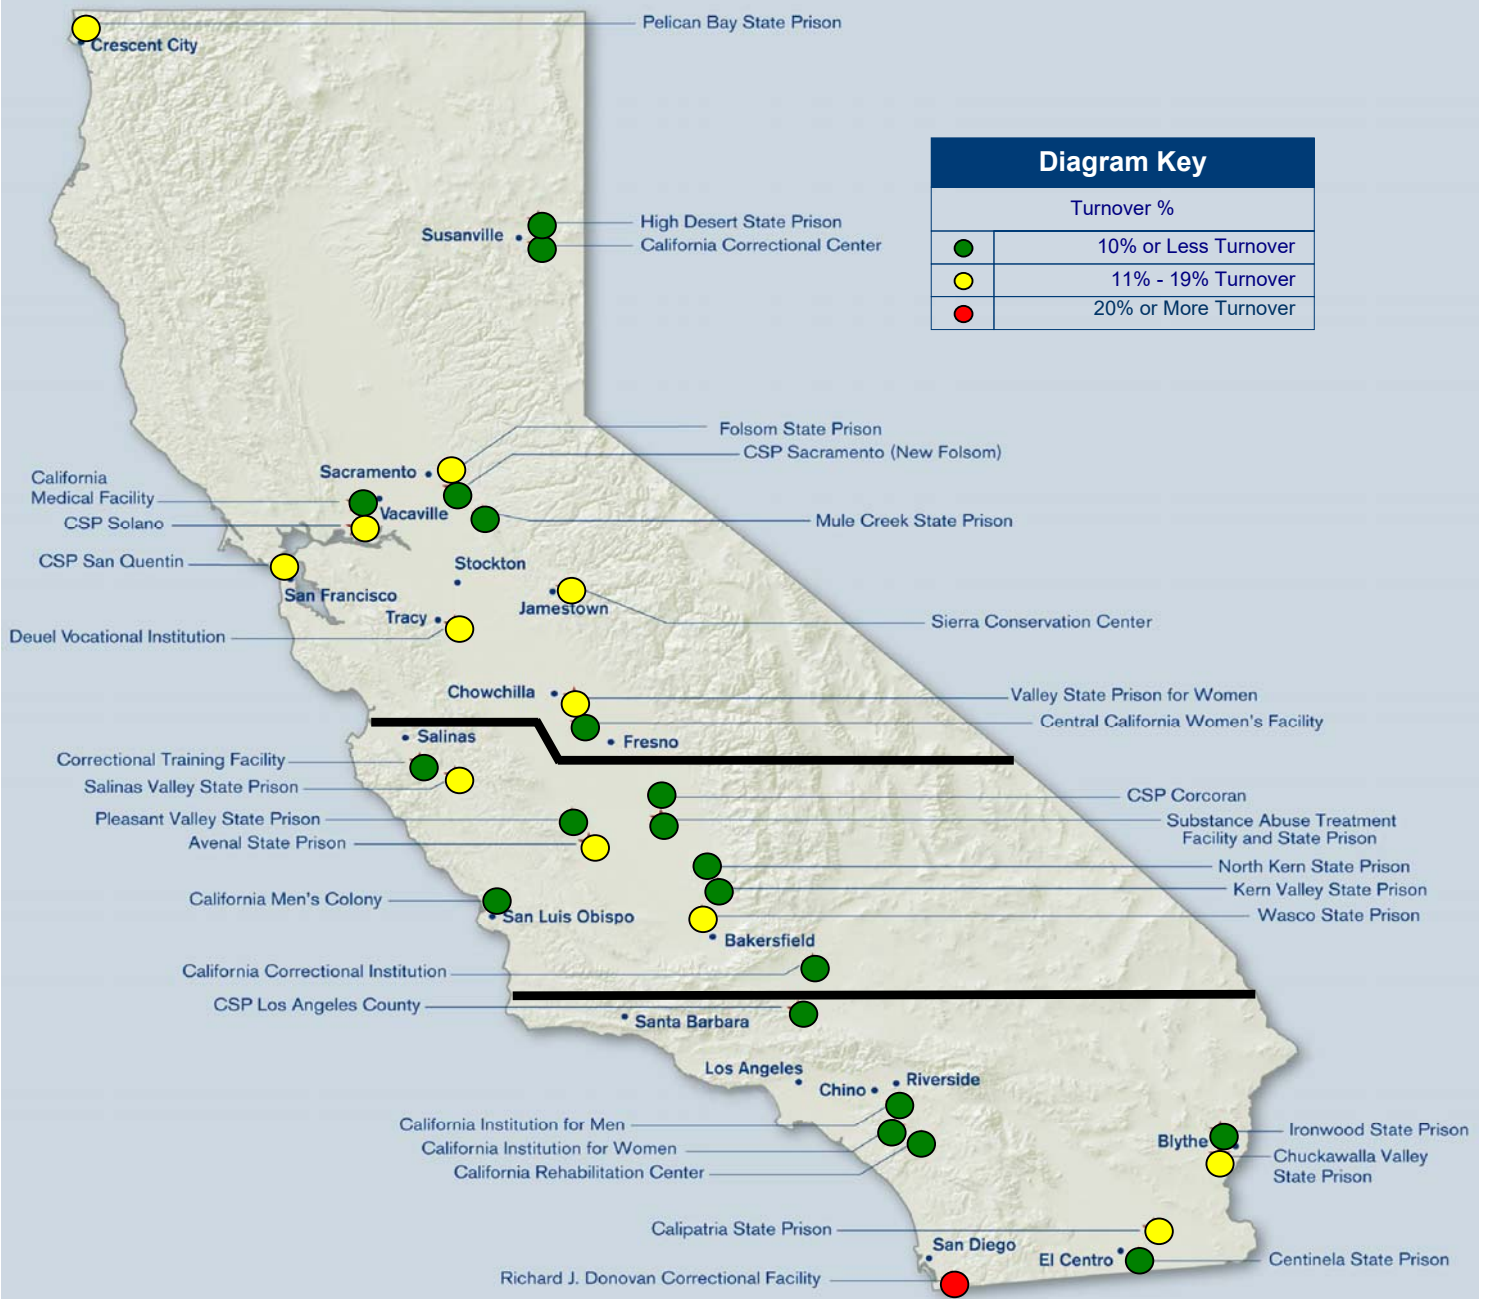 Pelican Bay State Prison
Crescent City
Diagram Key
Turnover %
10% or Less Turnover
11% - 19% Turnover
20% or More Turnover
High Desert State Prison
Susanville
California Correctional Center
Folsom State Prison
CSP Sacramento (New Folsom)
Sacramento
California
Medical Facility
Vacaville
CSP Solano
Mule Creek State Prison
CSP San Quentin
Stockton
San Francisco
Jamestown
Tracy
Sierra Conservation Center
Deuel Vocational Institution
Chowchilla
Valley State Prison for Women
Central California Women's Facility
Salinas
Fresno
Correctional Training Facility
Salinas Valley State Prison
CSP Corcoran
Pleasant Valley State Prison
Substance Abuse Treatment
Facility and State Prison
Avenal State Prison
North Kern State Prison
Kern Valley State Prison
California Men's Colony
San Luis Obispo
Wasco State Prison
Bakersfield
California Correctional Institution
CSP Los Angeles County
Santa Barbara
Los Angeles
Chino
Riverside
California Institution for Men
California Institution for Women
California Rehabilitation Center
Ironwood State Prison
Blythe
Chuckawalla Valley
State Prison
Calipatria State Prison
San Diego
El Centro
Centinela State Prison
Richard J. Donovan Correctional Facility